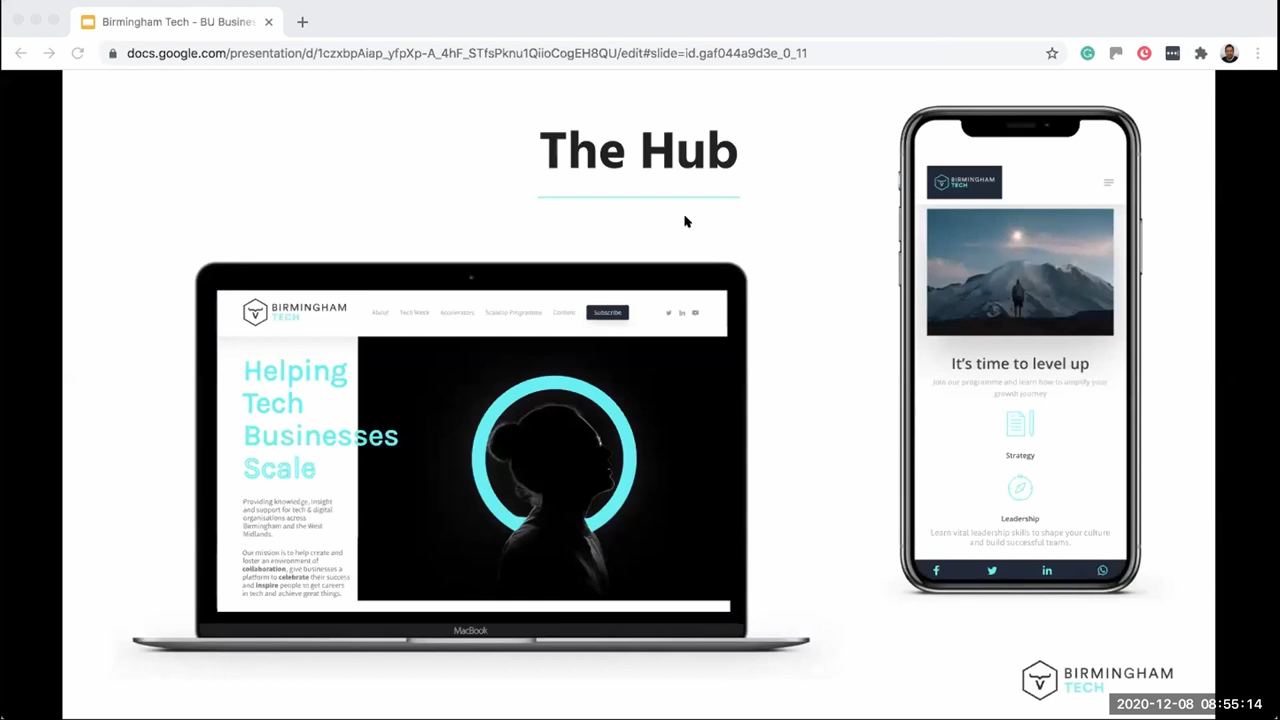 Birmingham Tech - BU Busines
docs.google.com/presentation/d/1czxbpAiap_yfpXp-A_4hF_STfsPknu1QiioCogEH8QU/edit#slide=id.gaf044a9d3e_0_11
The Hub
BIRMINGHAM
TECH
About Tech Week Accelerators ScaleUp Programme Content Subscribe
Helping
Tech
Businesses
Scale
Providing knowledge, insight
and support for tech & digital
organisations across
Birmingham and the West
Midlands.
Our mission is to help create and
foster an environment of
collaboration, give businesses a
platform to celebrate their success
and inspire people to get careers
in tech and achieve great things.
MacBook
BIRMINGHAM
TECH
It's time to level up
Join our programme and learn how to amplify your
growth journey
Strategy
Leadership
Learn vital leadership skills to shape your culture
and build successful teams.
BIRMINGHAM
TECH
2020-12-08 08:55:14